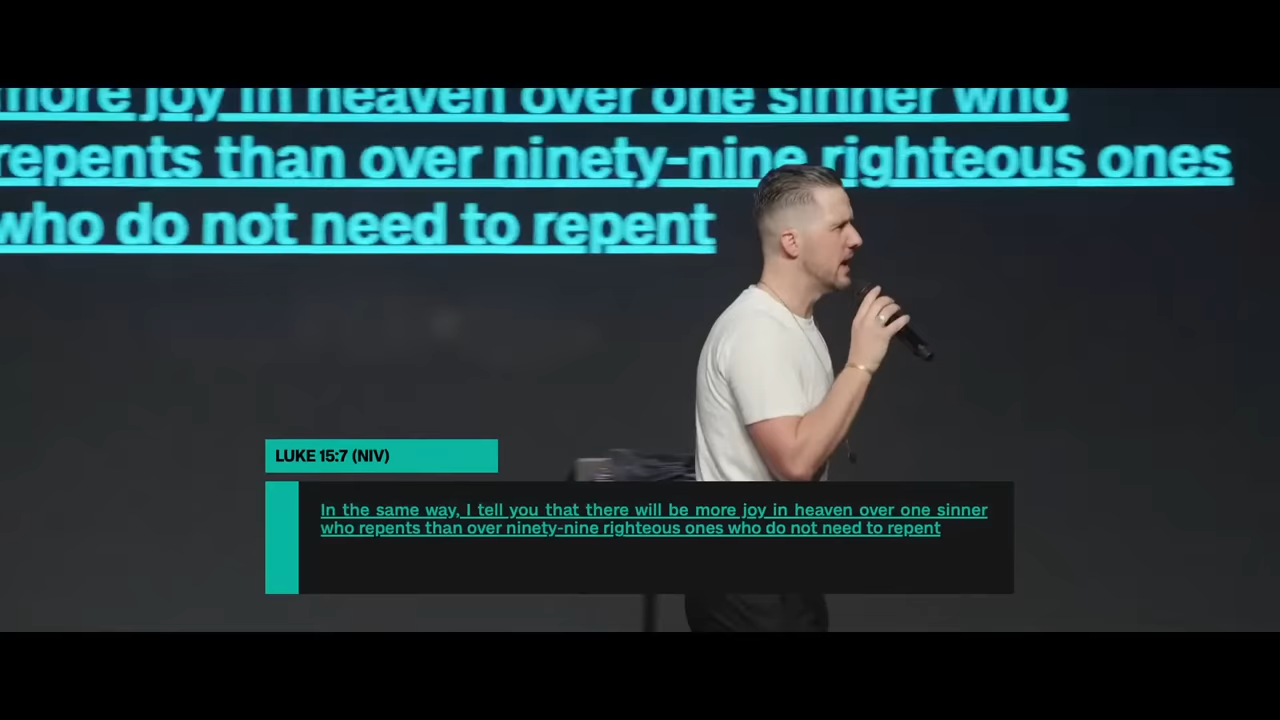 more joy in heaven over one sinner who
repents than over ninety-nine righteous ones
who do not need to repent
LUKE 15:7 (NIV)
In the same way, I tell you that there will be more joy in heaven over one sinner
who repents than over ninety-nine righteous ones who do not need to repent